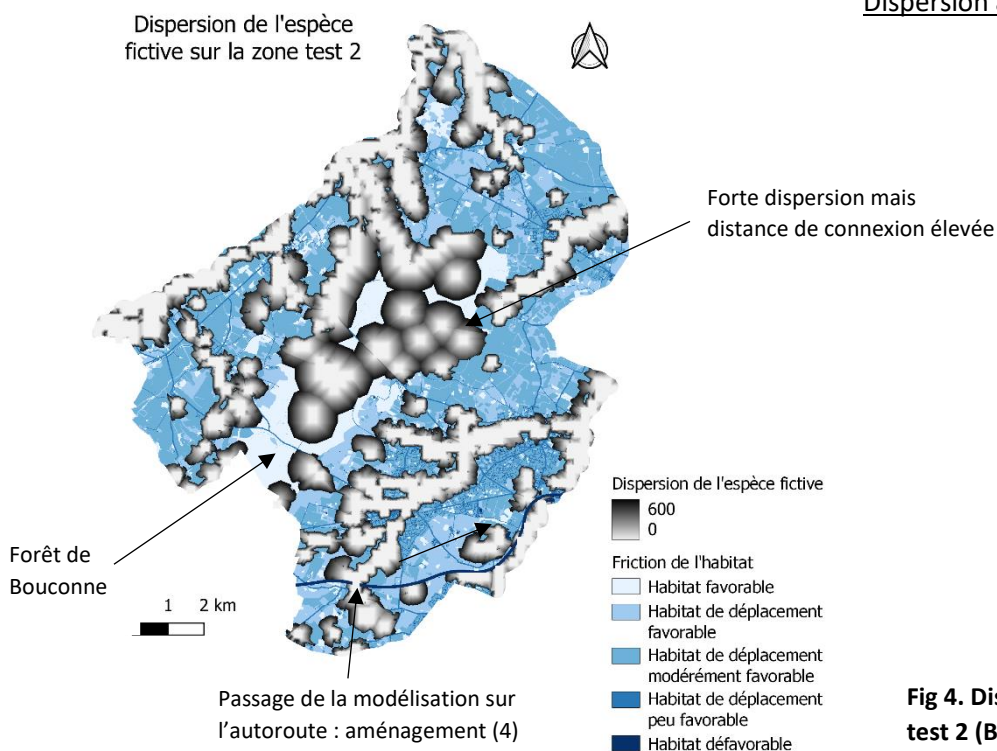 Dispersion a
Dispersion de l'espèce
fictive sur la zone test 2
Forte dispersion mais
distance de connexion élevée
Forêt de
Bouconne
1 2 km
Passage de la modélisation sur
l'autoroute : aménagement (4)
Dispersion de l'espèce fictive
600
0
Friction de l'habitat
Habitat favorable
Habitat de déplacement
favorable
Habitat de déplacement
modérément favorable
Habitat de déplacement
peu favorable
Habitat défavorable
Fig 4. Dis
test 2 (B